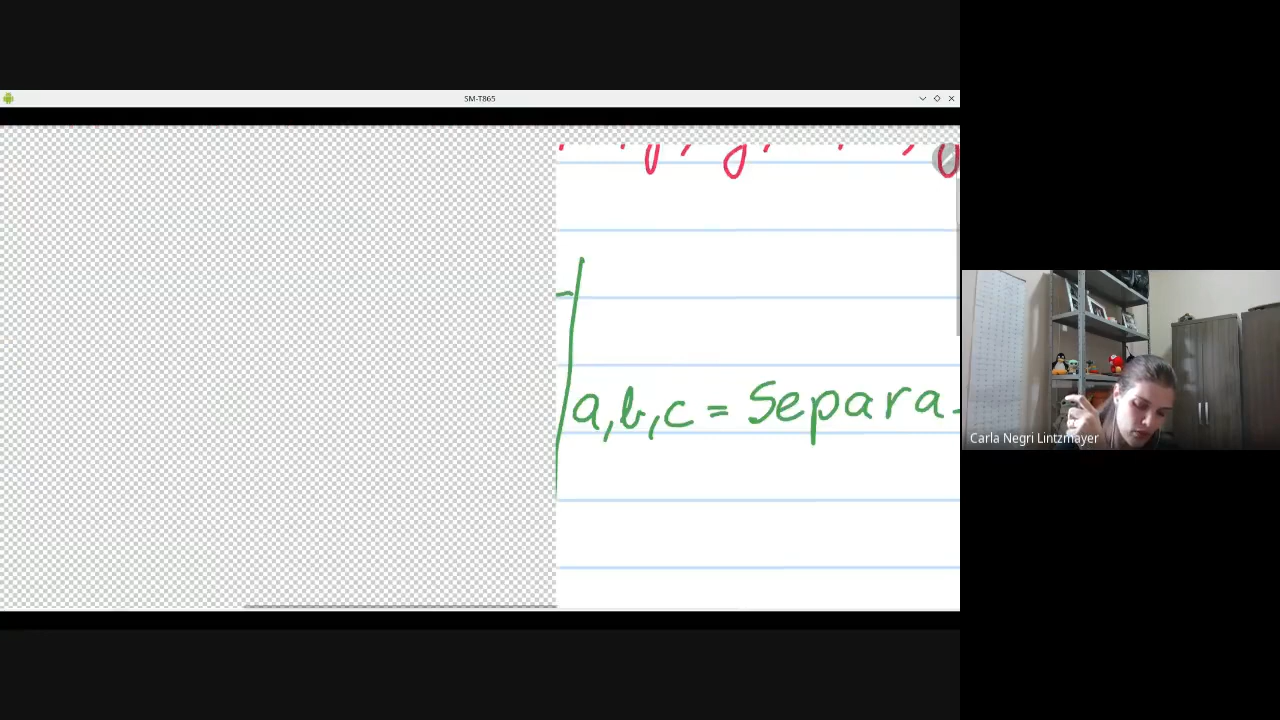 SM-T865
a,b,c = Separa-
Carla Negri Lintzmayer